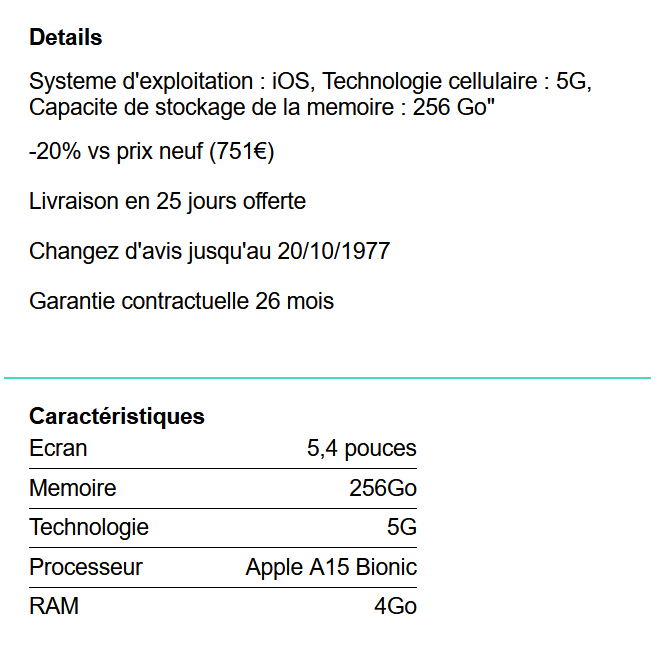 Details
Systeme d'exploitation : iOS, Technologie cellulaire : 5G,
Capacite de stockage de la memoire : 256 Go"
-20% vs prix neuf (751€)
Livraison en 25 jours offerte
Changez d'avis jusqu'au 20/10/1977
Garantie contractuelle 26 mois
Caractéristiques
Ecran 5,4 pouces
Memoire 256Go
Technologie 5G
Processeur Apple A15 Bionic
RAM 4Go